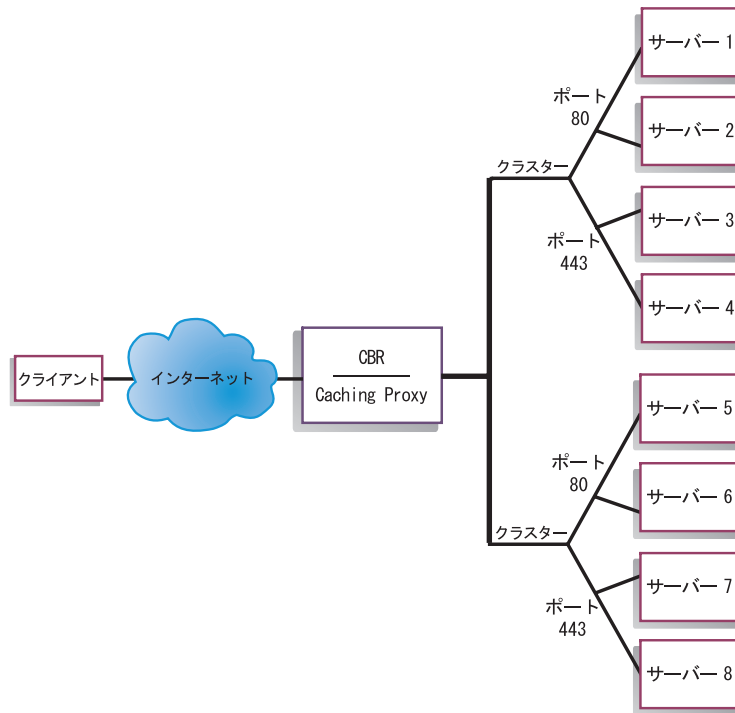 クライアント
インターネット
CBR
Caching Proxy
クラスター
ポート
80
サーバー 1
サーバー 2
ポート
443
サーバー 3
サーバー 4
クラスター
ポート
80
サーバー 5
サーバー 6
ポート
443
サーバー 7
サーバー 8